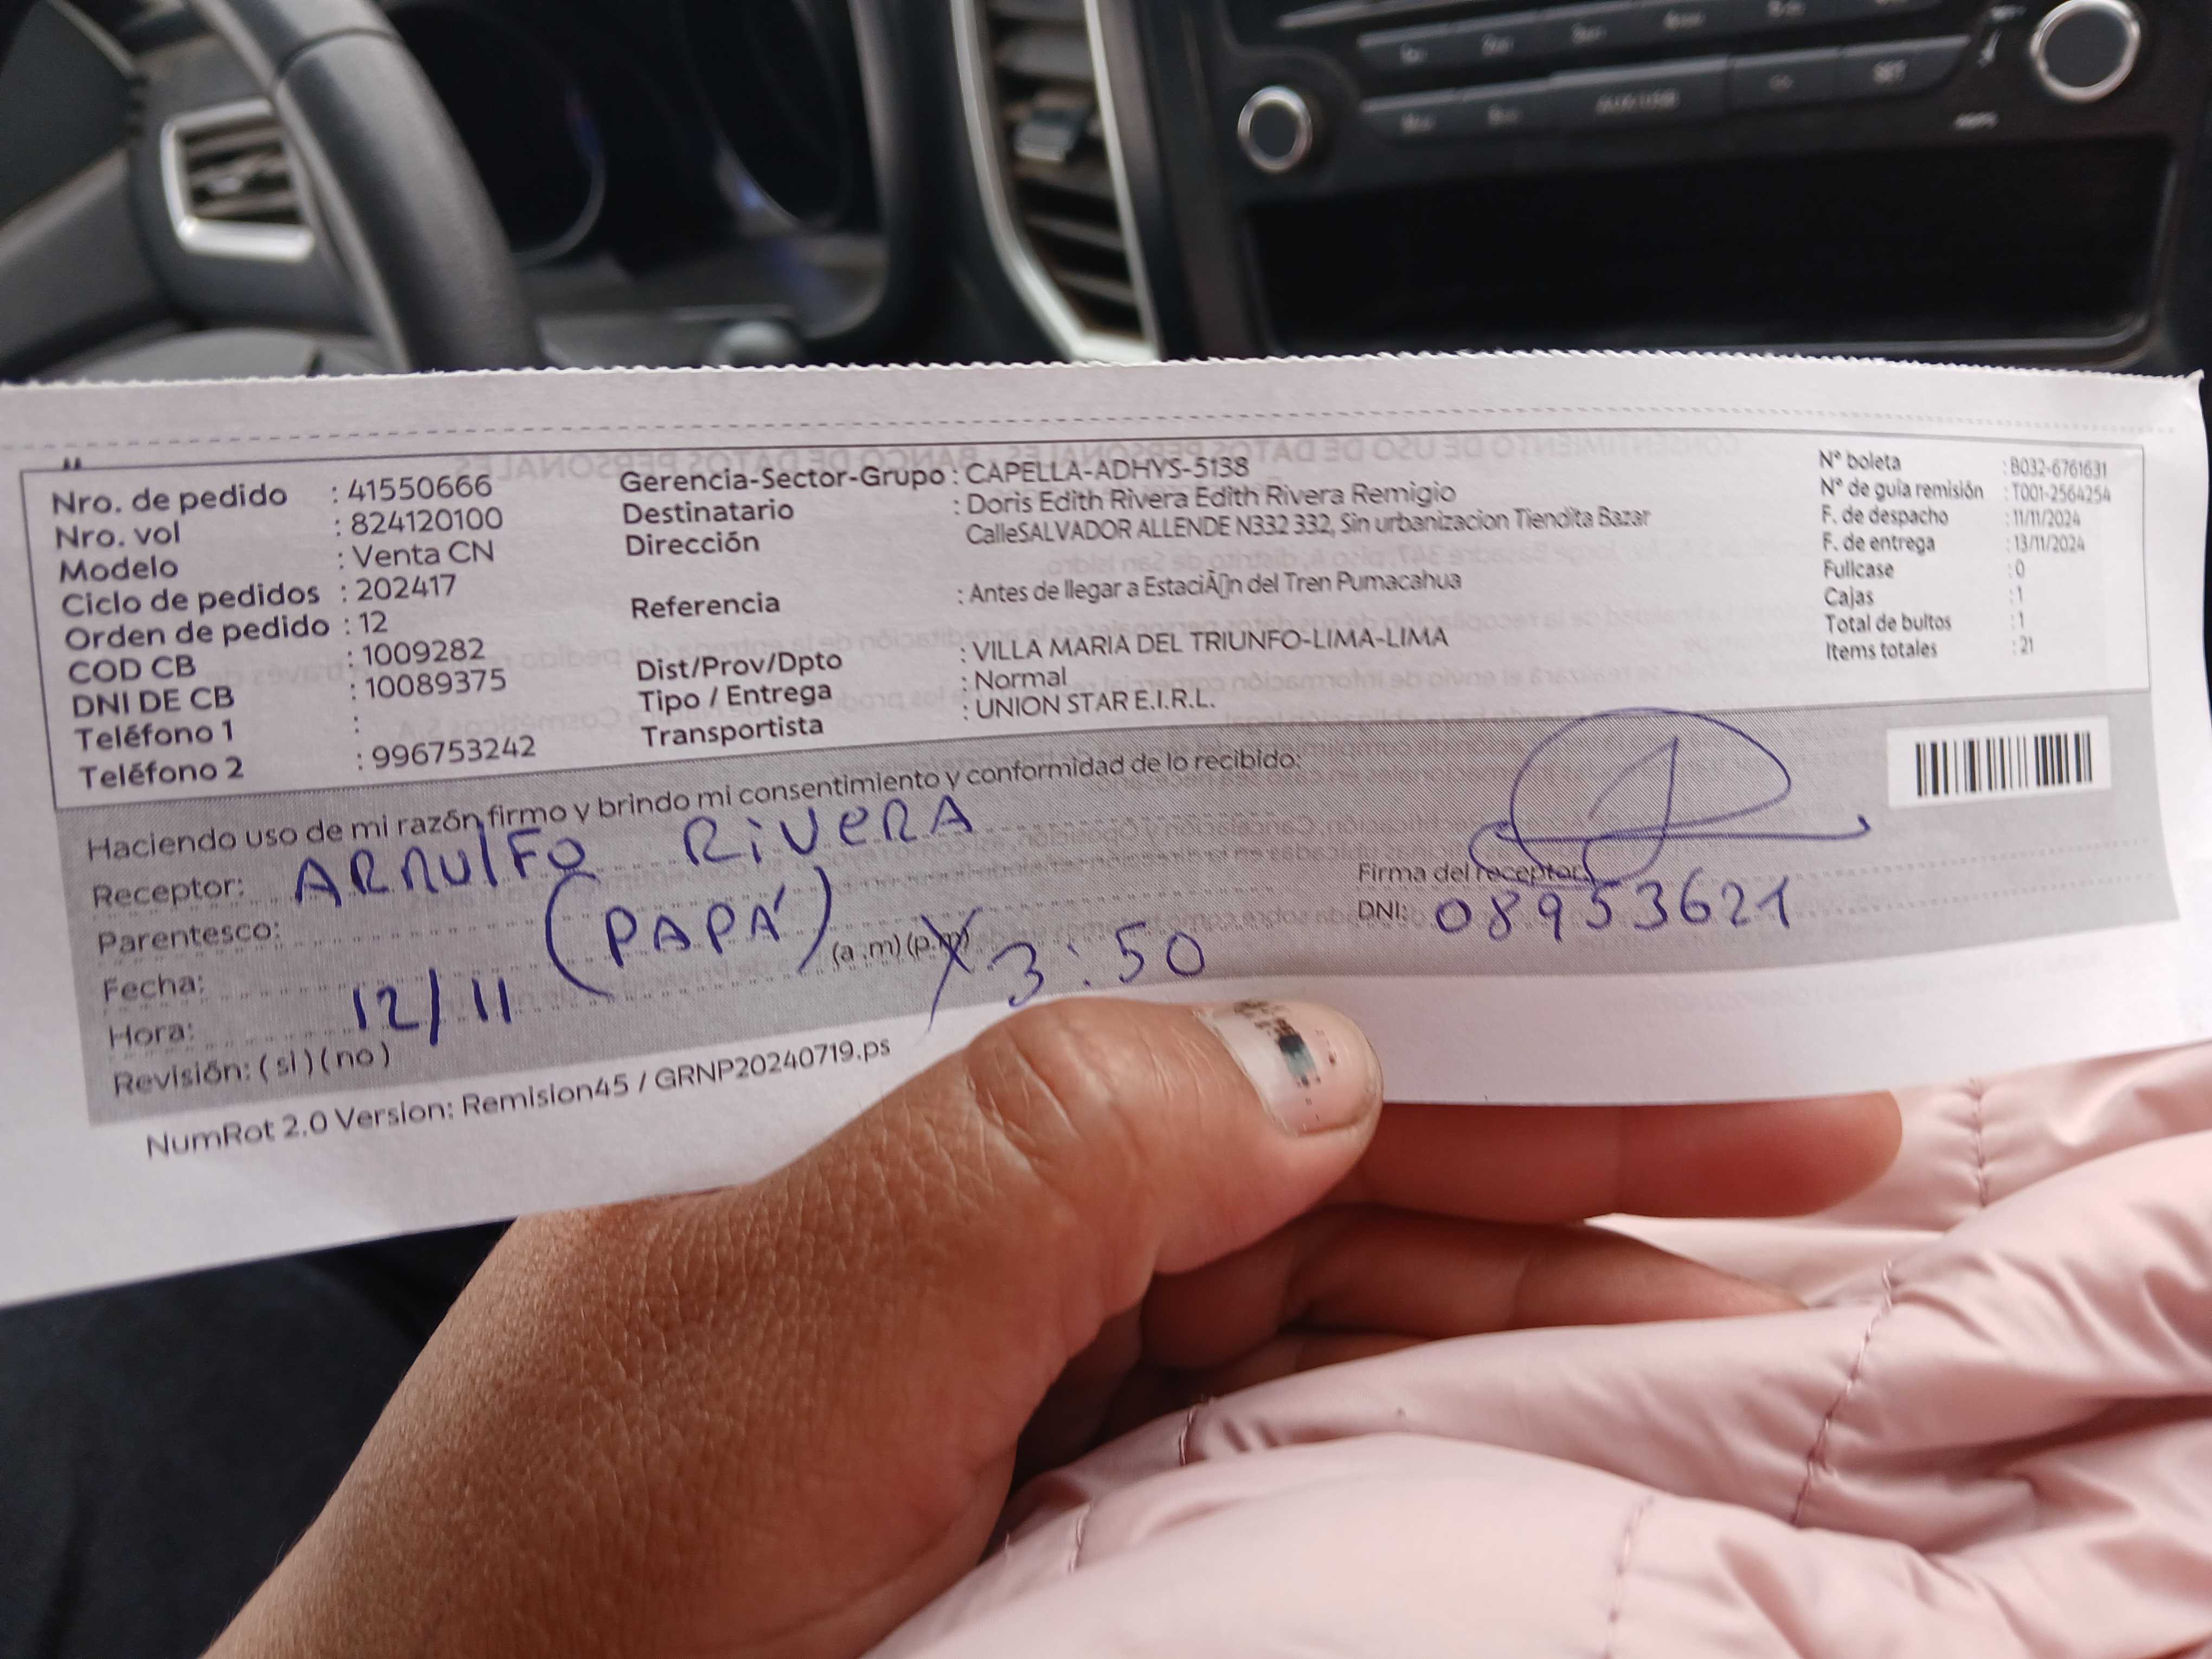 Nro. de pedido : 41550666
Nro. vol : 824120100
Modelo : Venta CN
Ciclo de pedidos : 202417
Orden de pedido : 12
COD CB : 1009282
DNI DE CB : 10089375
Teléfono 1 :
Teléfono 2 : 996753242
Gerencia-Sector-Grupo : CAPELLA-ADHYS-5138
Destinatario : Doris Edith Rivera Edith Rivera Remigio
Dirección CalleSALVADOR ALLENDE N332 332, Sin urbanizacion Tiendita Bazar
Referencia : Antes de llegar a EstaciÃ▯n del Tren Pumacahua
Dist/Prov/Dpto : VILLA MARIA DEL TRIUNFO-LIMA-LIMA
Tipo / Entrega : Normal
Transportista : UNION STAR E.I.R.L.
N° boleta : B032-6761631
N° de guía remisión : T001-2564254
F. de despacho : 11/11/2024
F. de entrega : 13/11/2024
Fullcase : 0
Cajas : 1
Total de bultos : 1
Items totales : 21
Haciendo uso de mi razón firmo y brindo mi consentimiento y conformidad de lo recibido:
Receptor: ARNULFO RIVERA
Parentesco: (PAPÁ)
Fecha: 12/11
Hora: (a.m) (p.m) 3:50
Revisión: (si) (no)
Firma del receptor:
DNI: 08953621
NumRot 2.0 Version: Remision45 / GRNP20240719.ps
AUX/USB
SET